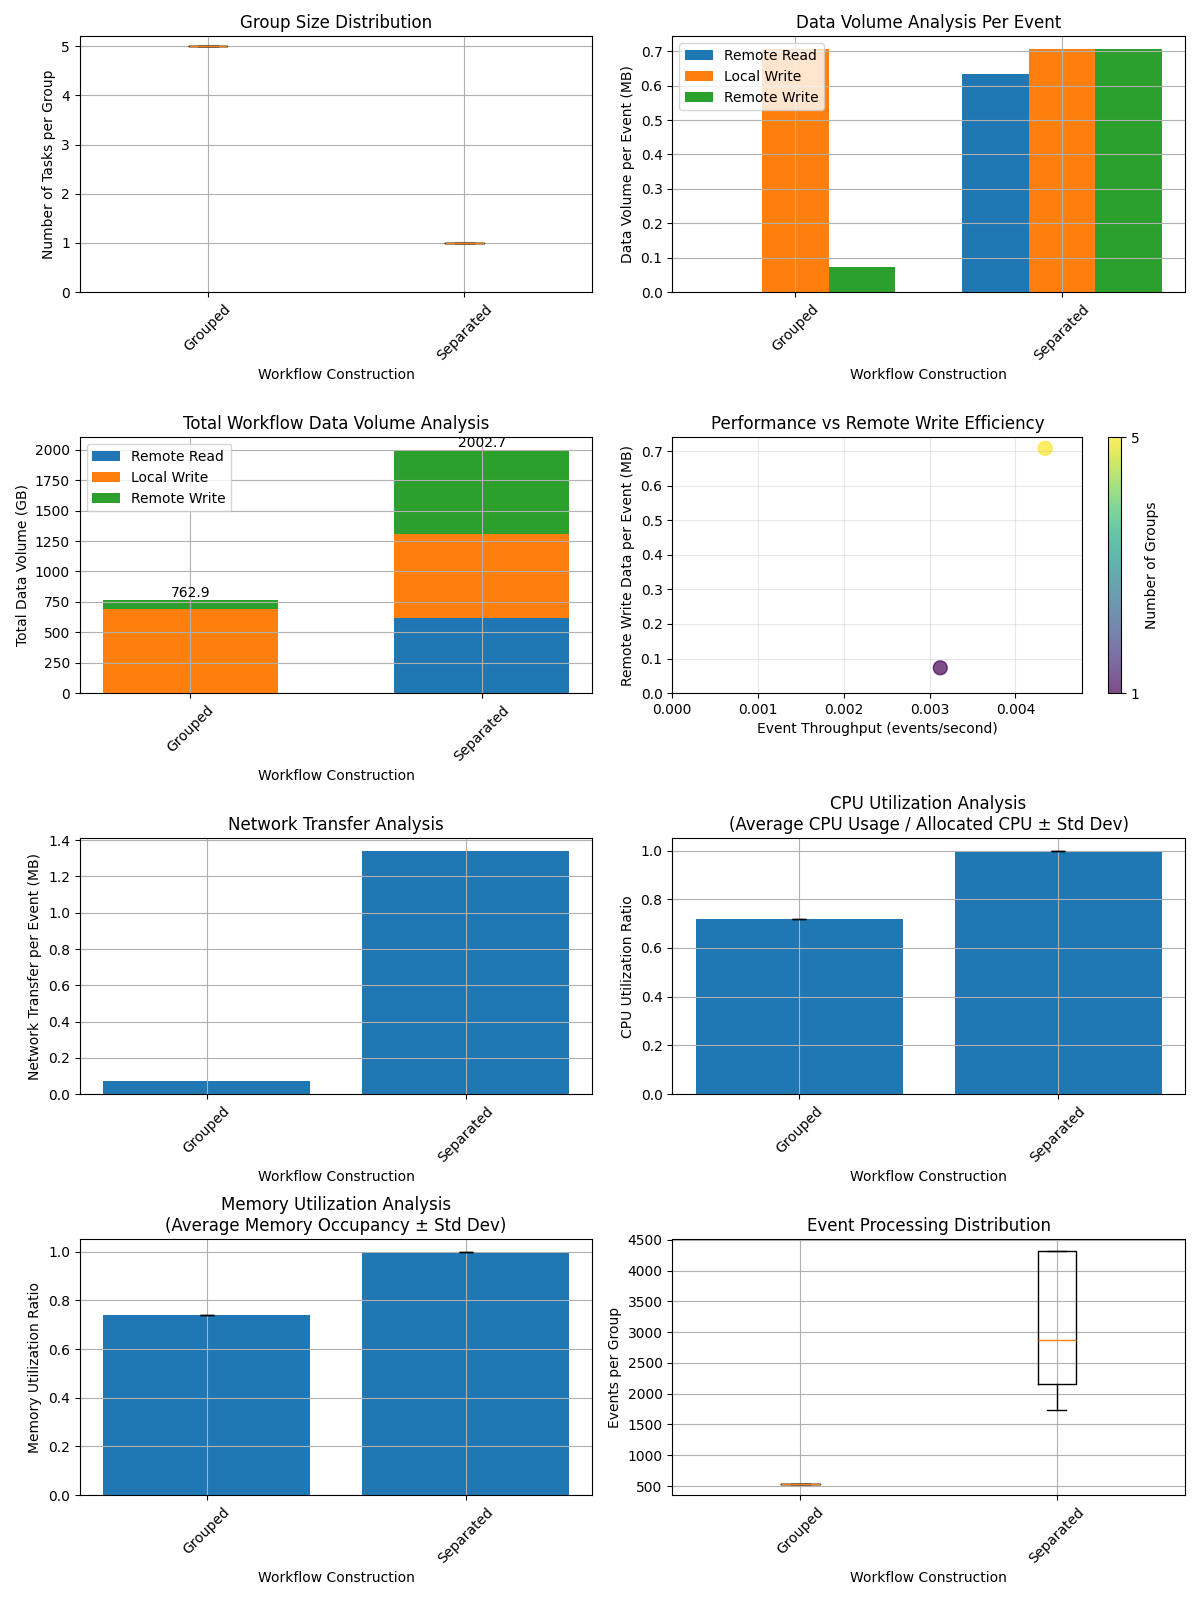 Group Size Distribution
Number of Tasks per Group
5
4
3
2
1
0
Grouped
Separated
Workflow Construction
Data Volume Analysis Per Event
Data Volume per Event (MB)
0.7
0.6
0.5
0.4
0.3
0.2
0.1
0.0
Remote Read
Local Write
Remote Write
Grouped
Separated
Workflow Construction
Total Workflow Data Volume Analysis
Total Data Volume (GB)
2000
1750
1500
1250
1000
750
500
250
0
Remote Read
Local Write
Remote Write
762.9
2002.7
Grouped
Separated
Workflow Construction
Performance vs Remote Write Efficiency
Remote Write Data per Event (MB)
0.7
0.6
0.5
0.4
0.3
0.2
0.1
0.0
0.000
0.001
0.002
0.003
0.004
Event Throughput (events/second)
5
1
Number of Groups
Network Transfer Analysis
Network Transfer per Event (MB)
1.4
1.2
1.0
0.8
0.6
0.4
0.2
0.0
Grouped
Separated
Workflow Construction
CPU Utilization Analysis
(Average CPU Usage / Allocated CPU ± Std Dev)
CPU Utilization Ratio
1.0
0.8
0.6
0.4
0.2
0.0
Grouped
Separated
Workflow Construction
Memory Utilization Analysis
(Average Memory Occupancy ± Std Dev)
Memory Utilization Ratio
1.0
0.8
0.6
0.4
0.2
0.0
Grouped
Separated
Workflow Construction
Event Processing Distribution
Events per Group
4500
4000
3500
3000
2500
2000
1500
1000
500
Grouped
Separated
Workflow Construction